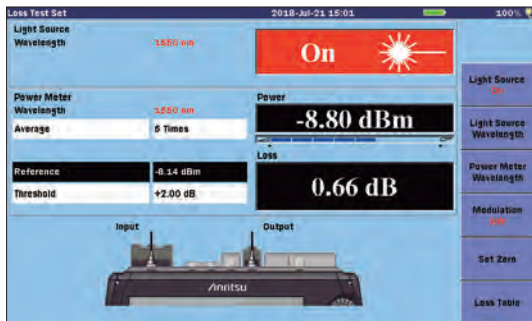 Loss Test Set 2018-Jul-21 15:01 100%
Light Source
Wavelength 1550 nm
On
Light Source
Power Meter
Wavelength 1550 nm
Average 5 Times
Power
-8.80 dBm
Light Source
Wavelength
Reference -8.14 dBm
Threshold +2.00 dB
Loss
0.66 dB
Power Meter
Wavelength
Modulation
Input Output
Set Zero
Anritsu
Loss Table